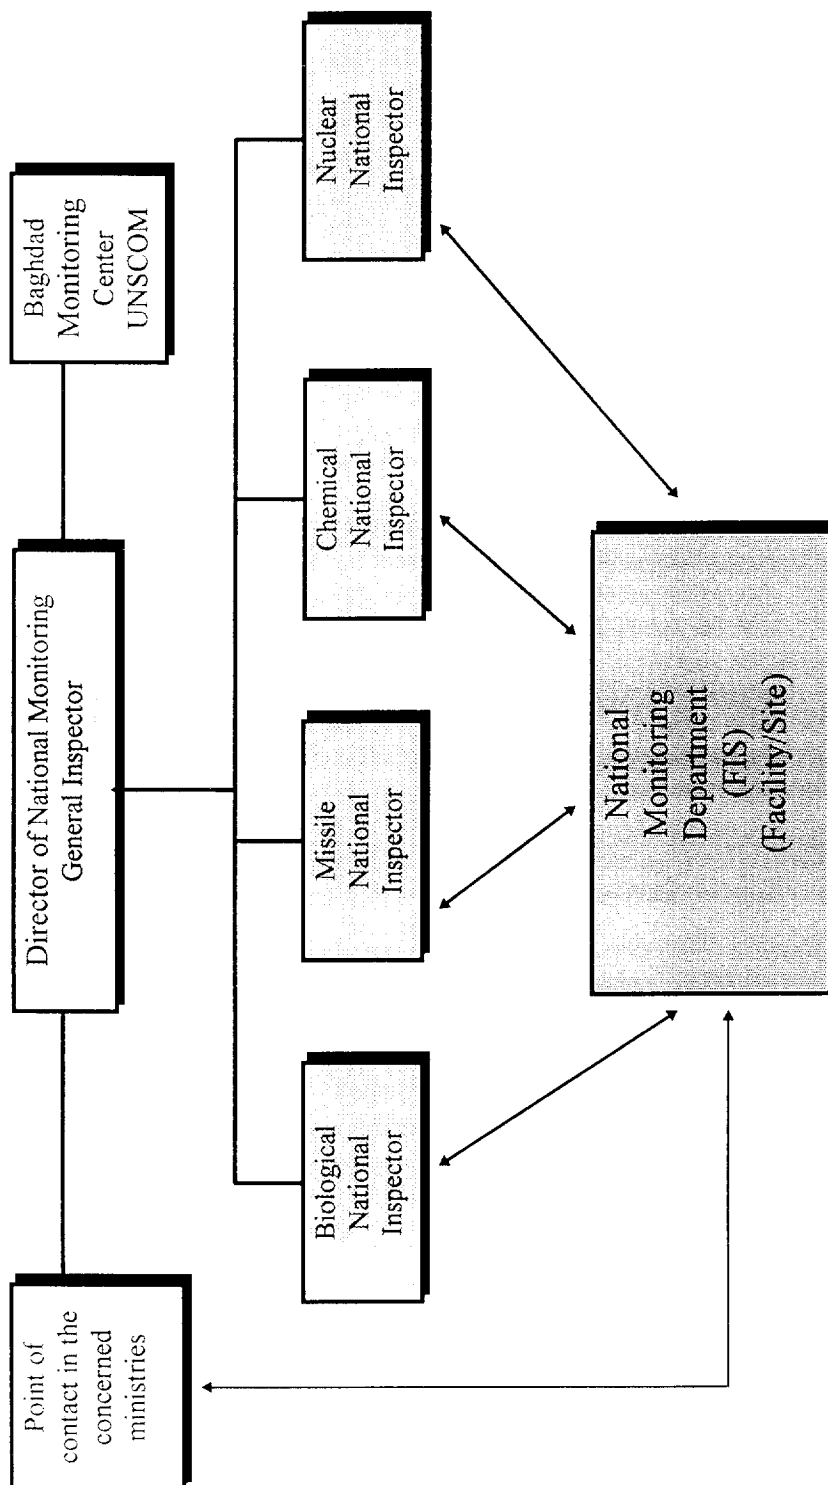 Point of
contact in the
concerned
ministries
Director of National Monitoring
General Inspector
Baghdad
Monitoring
Center
UNSCOM
Biological
National
Inspector
Missile
National
Inspector
Chemical
National
Inspector
Nuclear
National
Inspector
National
Monitoring
Department
(FIS)
(Facility/Site)